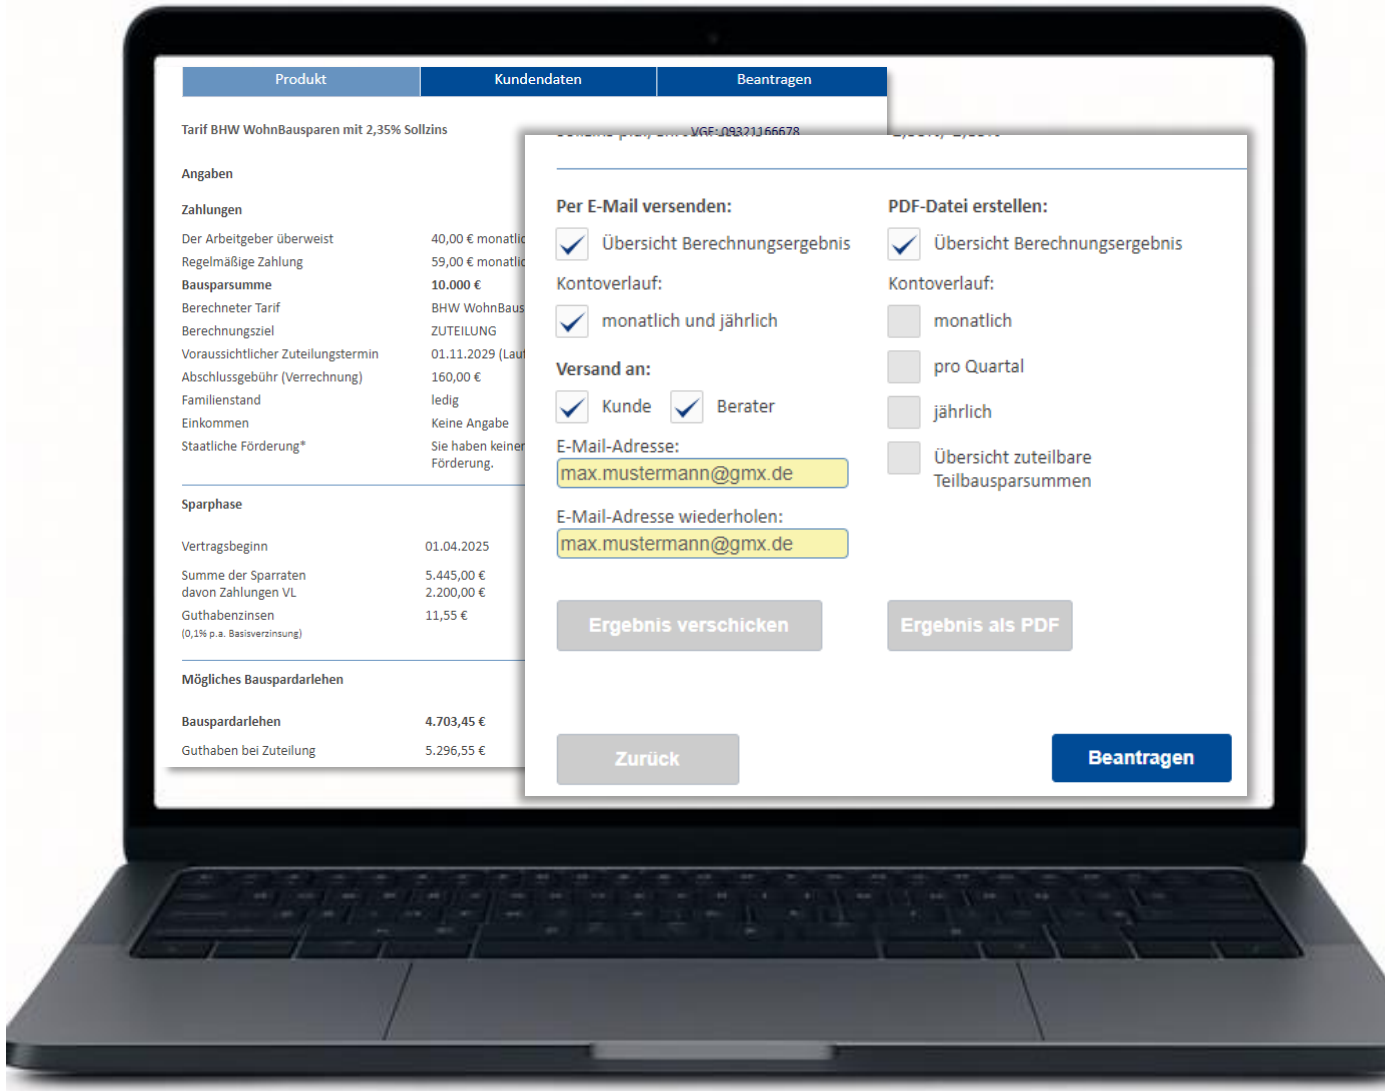 Produkt
Kundendaten
Beantragen
Tarif BHW WohnBausparen mit 2,35% Sollzins
VGE: 09321166678
Angaben
Zahlungen
Der Arbeitgeber überweist 40,00 € monatlic
Regelmäßige Zahlung 59,00 € monatlic
Bausparsumme 10.000 €
Berechneter Tarif BHW WohnBaus
Berechnungsziel ZUTEILUNG
Voraussichtlicher Zuteilungstermin 01.11.2029 (Lauf
Abschlussgebühr (Verrechnung) 160,00 €
Familienstand ledig
Einkommen Keine Angabe
Staatliche Förderung* Sie haben keinen
Förderung.
Sparphase
Vertragsbeginn 01.04.2025
Summe der Sparraten 5.445,00 €
davon Zahlungen VL 2.200,00 €
Guthabenzinsen 11,55 €
(0,1% p.a. Basisverzinsung)
Mögliches Bauspardarlehen
Bauspardarlehen 4.703,45 €
Guthaben bei Zuteilung 5.296,55 €
Per E-Mail versenden:
Übersicht Berechnungsergebnis
Kontoverlauf:
monatlich und jährlich
Versand an:
Kunde Berater
E-Mail-Adresse:
max.mustermann@gmx.de
E-Mail-Adresse wiederholen:
max.mustermann@gmx.de
Ergebnis verschicken
Zurück
PDF-Datei erstellen:
Übersicht Berechnungsergebnis
Kontoverlauf:
monatlich
pro Quartal
jährlich
Übersicht zuteilbare
Teilbausparsummen
Ergebnis als PDF
Beantragen